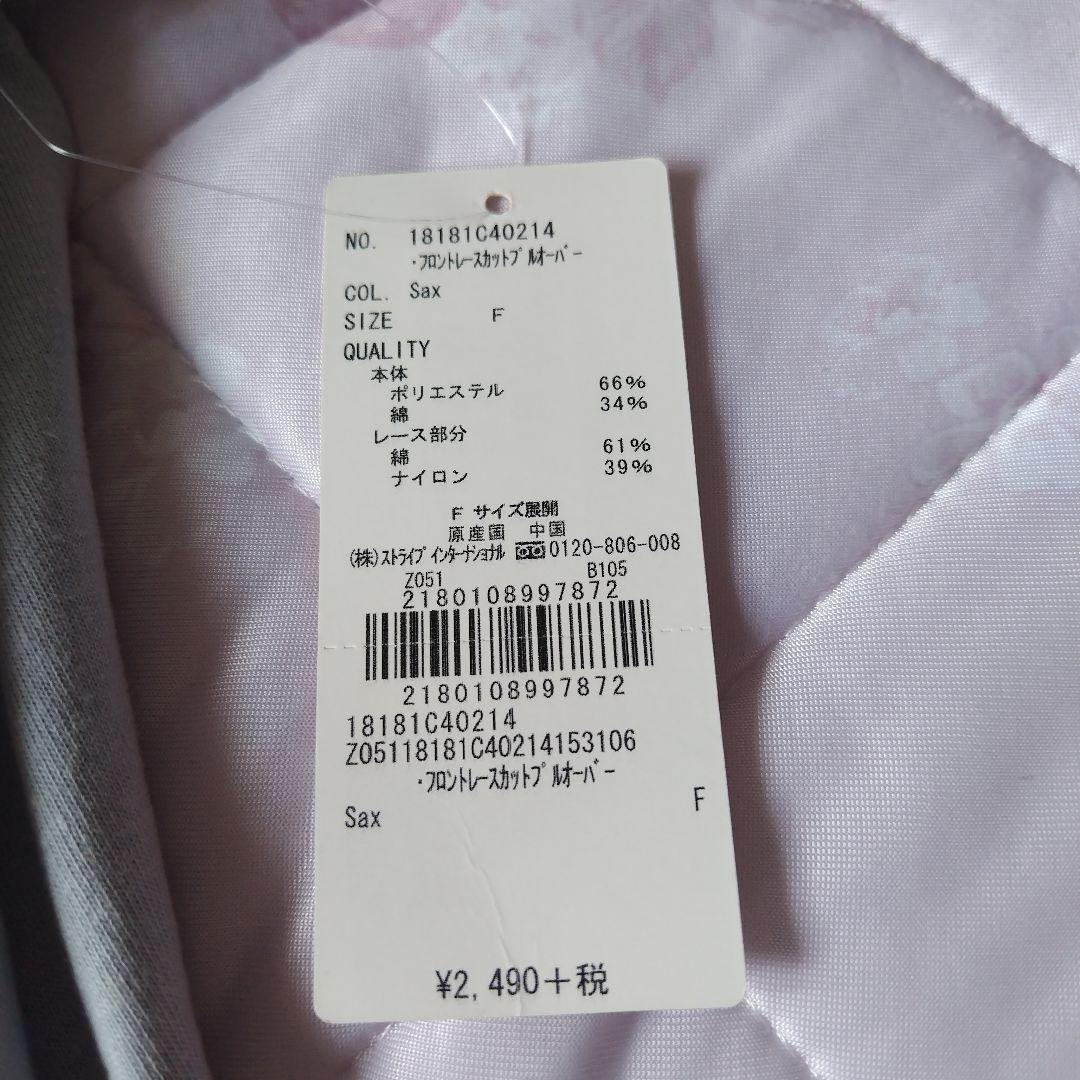 NO. 18181C40214
・フロントレースカットプルオーバー
COL. Sax
SIZE F
QUALITY
本体
ポリエステル 66%
綿 34%
レース部分
綿 61%
ナイロン 39%
F サイズ展開
原産国 中国
(株)ストライプインターナショナル 0120-806-008
Z051 B105
2180108997872
2180108997872
18181C40214
Z05118181C40214153106
・フロントレースカットプルオーバー
Sax F
¥2,490+税